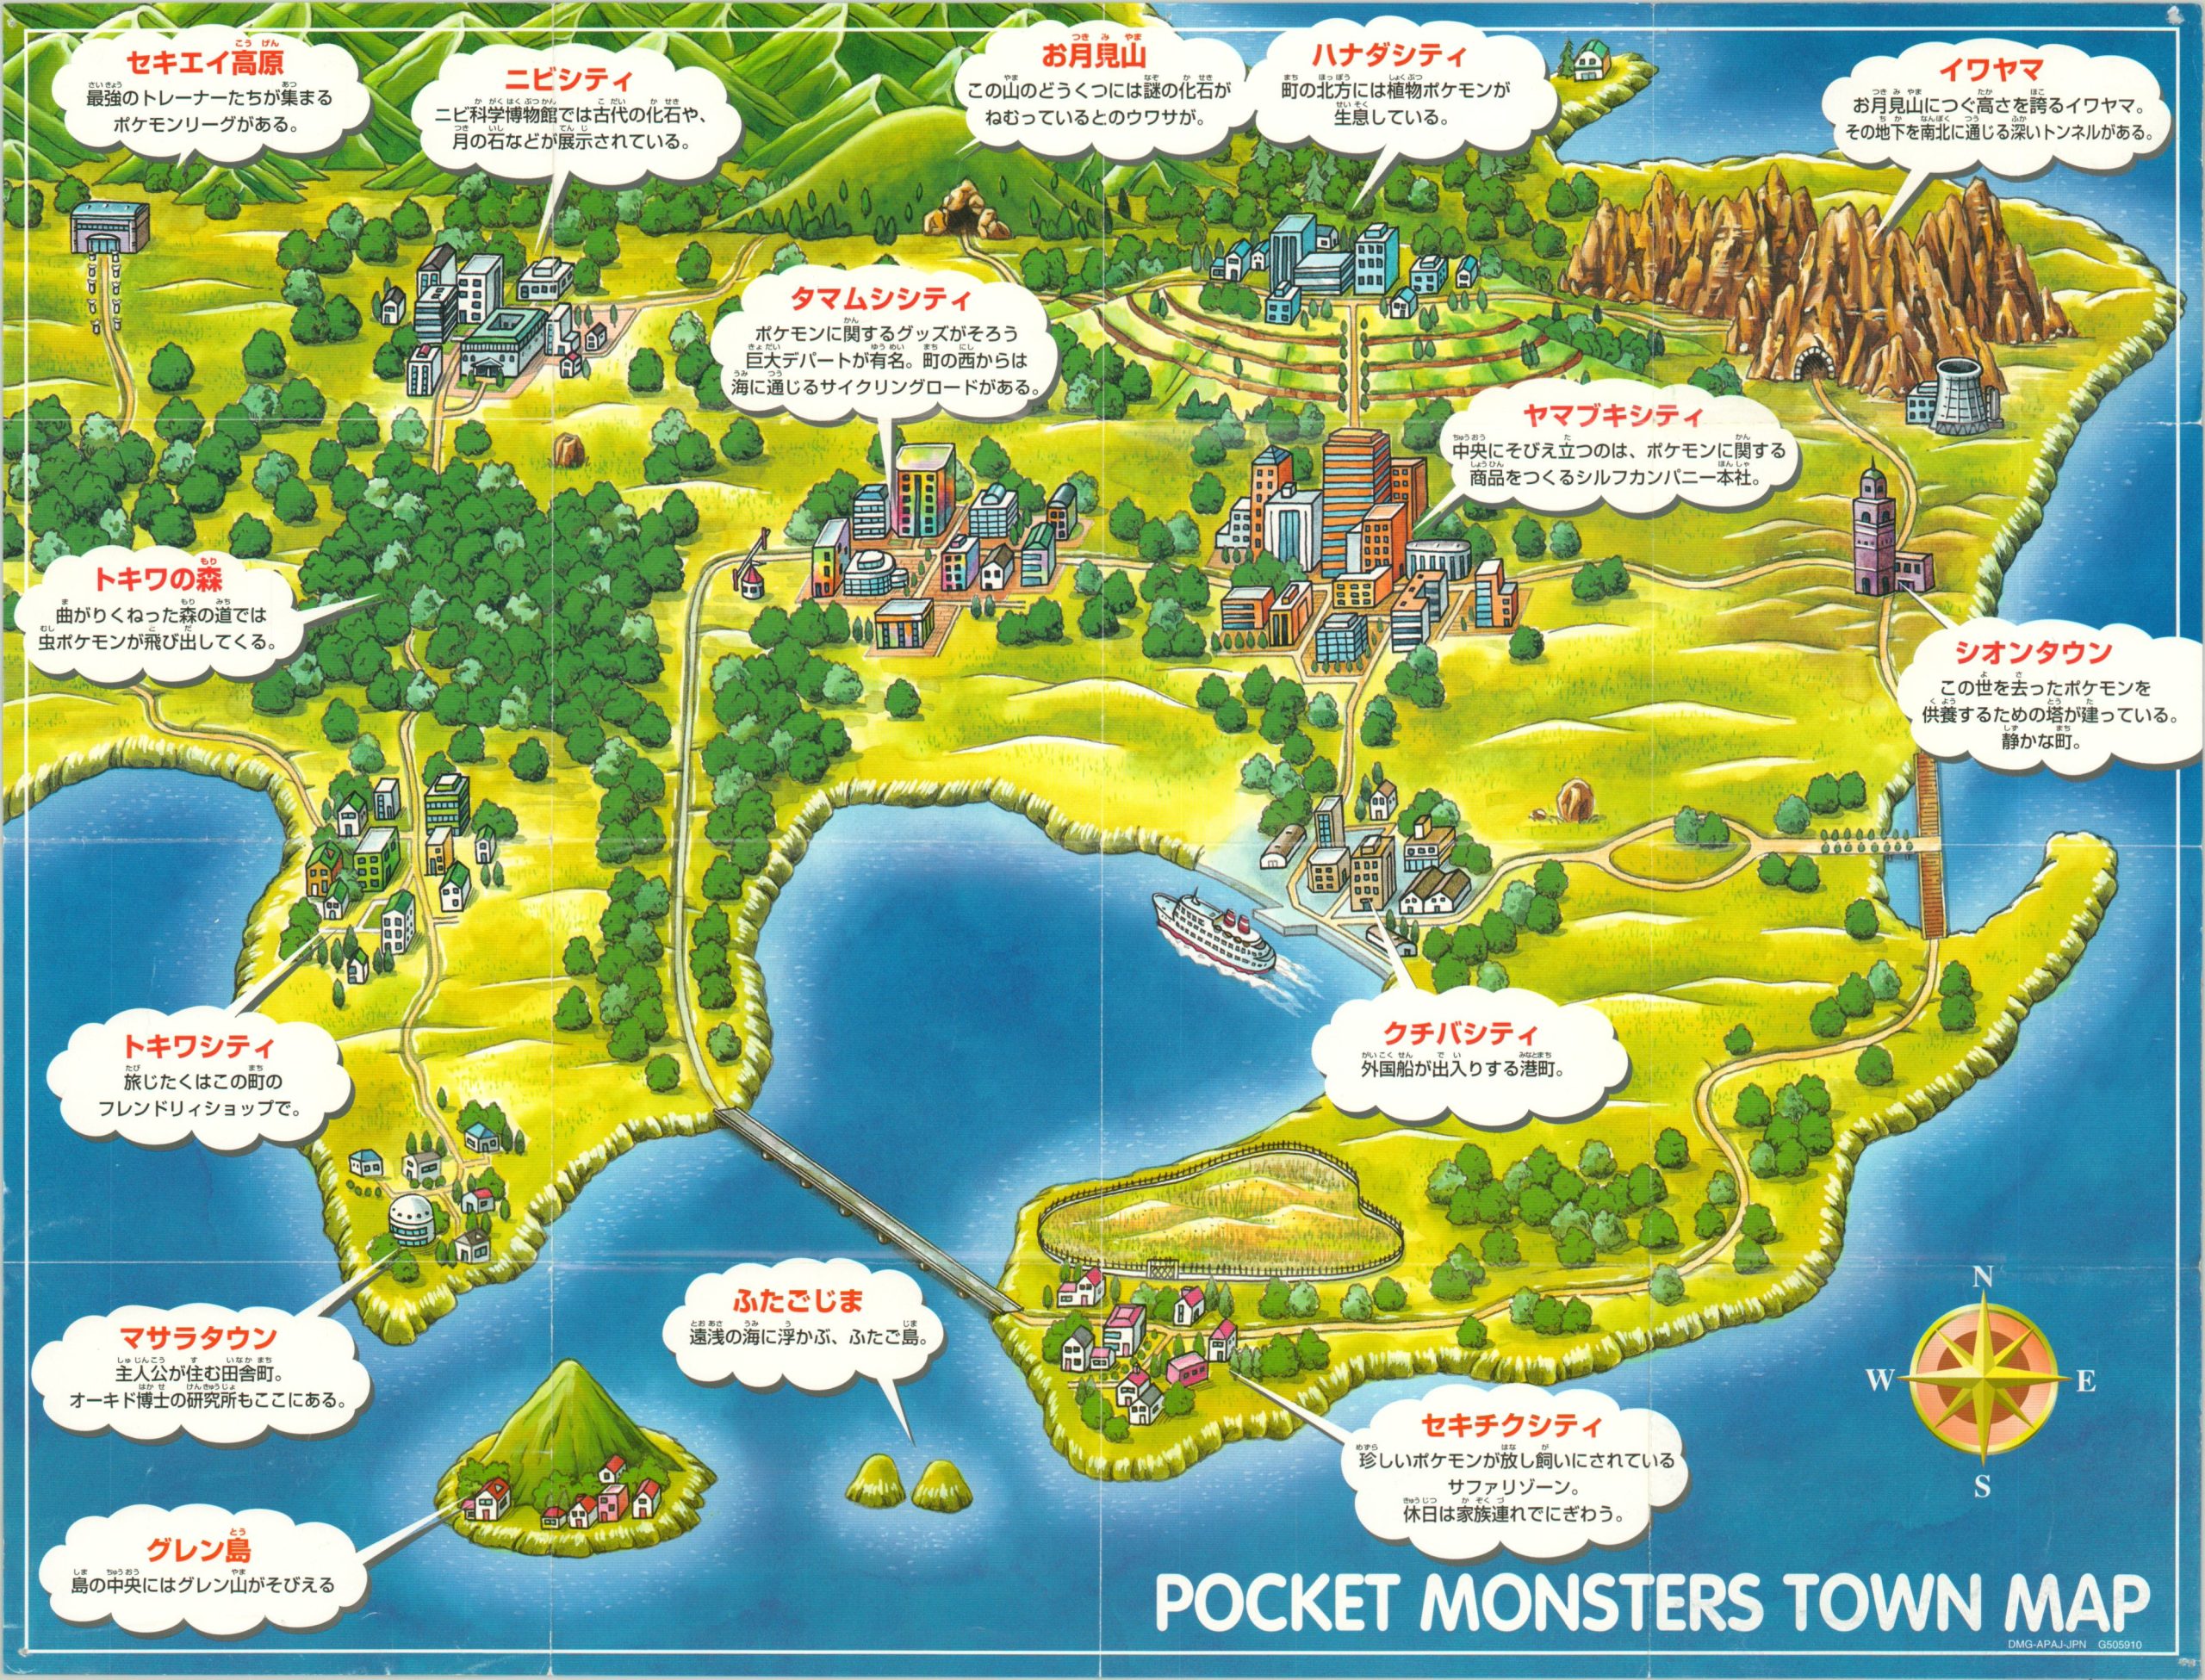 セキエイ高原
最強のトレーナーたちが集まる
ポケモンリーグがある。
ニビシティ
ニビ科学博物館では古代の化石や、
月の石などが展示されている。
お月見山
この山のどうくつには謎の化石が
ねむっているとのウワサが。
ハナダシティ
町の北方には植物ポケモンが
生息している。
イワヤマ
お月見山につぐ高さを誇るイワヤマ。
その地下を南北に通じる深いトンネルがある。
タマムシシティ
ポケモンに関するグッズがそろう
巨大デパートが有名。町の西からは
海に通じるサイクリングロードがある。
ヤマブキシティ
中央にそびえ立つのは、ポケモンに関する
商品をつくるシルフカンパニー本社。
トキワの森
曲がりくねった森の道では
虫ポケモンが飛び出してくる。
シオンタウン
この世を去ったポケモンを
供養するための塔が建っている。
静かな町。
トキワシティ
旅じたくはこの町の
フレンドリィショップで。
クチバシティ
外国船が出入りする港町。
マサラタウン
主人公が住む田舎町。
オーキド博士の研究所もここにある。
ふたごじま
遠浅の海に浮かぶ、ふたご島。
セキチクシティ
珍しいポケモンが放し飼いにされている
サファリゾーン。
休日は家族連れでにぎわう。
グレン島
島の中央にはグレン山がそびえる
N
W
E
S
POCKET MONSTERS TOWN MAP
DMG-APAJ-JPN G505910